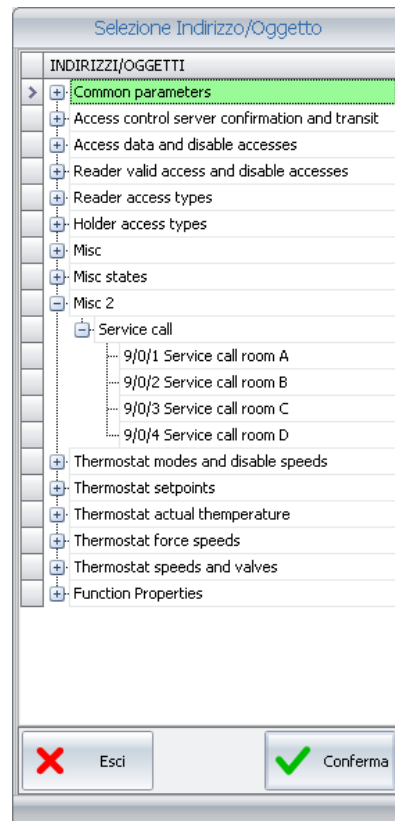 Selezione Indirizzo/Oggetto
INDIRIZZI/OGGETTI
Common parameters
Access control server confirmation and transit
Access data and disable accesses
Reader valid access and disable accesses
Reader access types
Holder access types
Misc
Misc states
Misc 2
Service call
9/0/1 Service call room A
9/0/2 Service call room B
9/0/3 Service call room C
9/0/4 Service call room D
Thermostat modes and disable speeds
Thermostat setpoints
Thermostat actual themperature
Thermostat force speeds
Thermostat speeds and valves
Function Properties
Esci Conferma